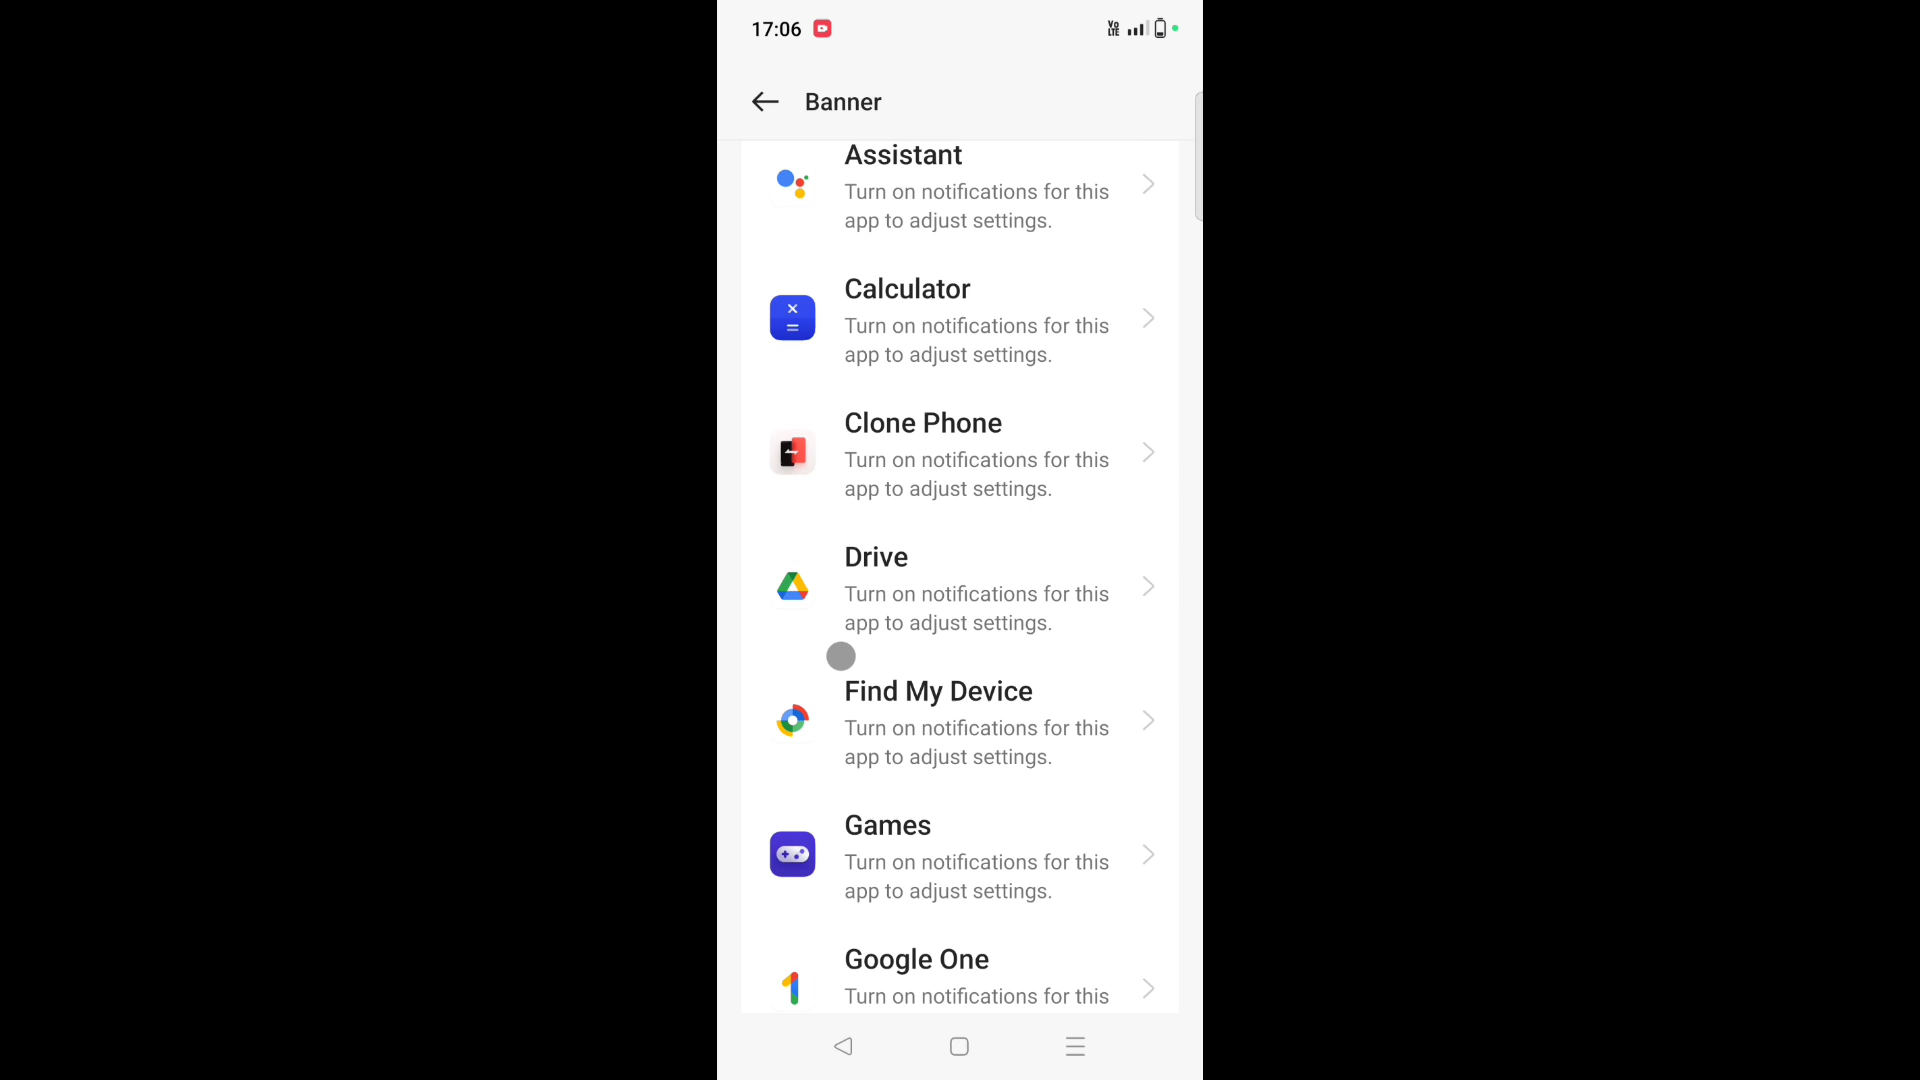 17:06
Vo LTE
Banner
Assistant
Turn on notifications for this
app to adjust settings.
Calculator
Turn on notifications for this
app to adjust settings.
Clone Phone
Turn on notifications for this
app to adjust settings.
Drive
Turn on notifications for this
app to adjust settings.
Find My Device
Turn on notifications for this
app to adjust settings.
Games
Turn on notifications for this
app to adjust settings.
Google One
Turn on notifications for this